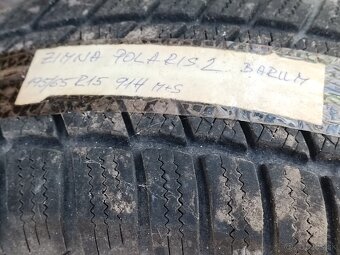 ZIMNA POLARIS 2 BARUM
195/65 R15 91H M+S